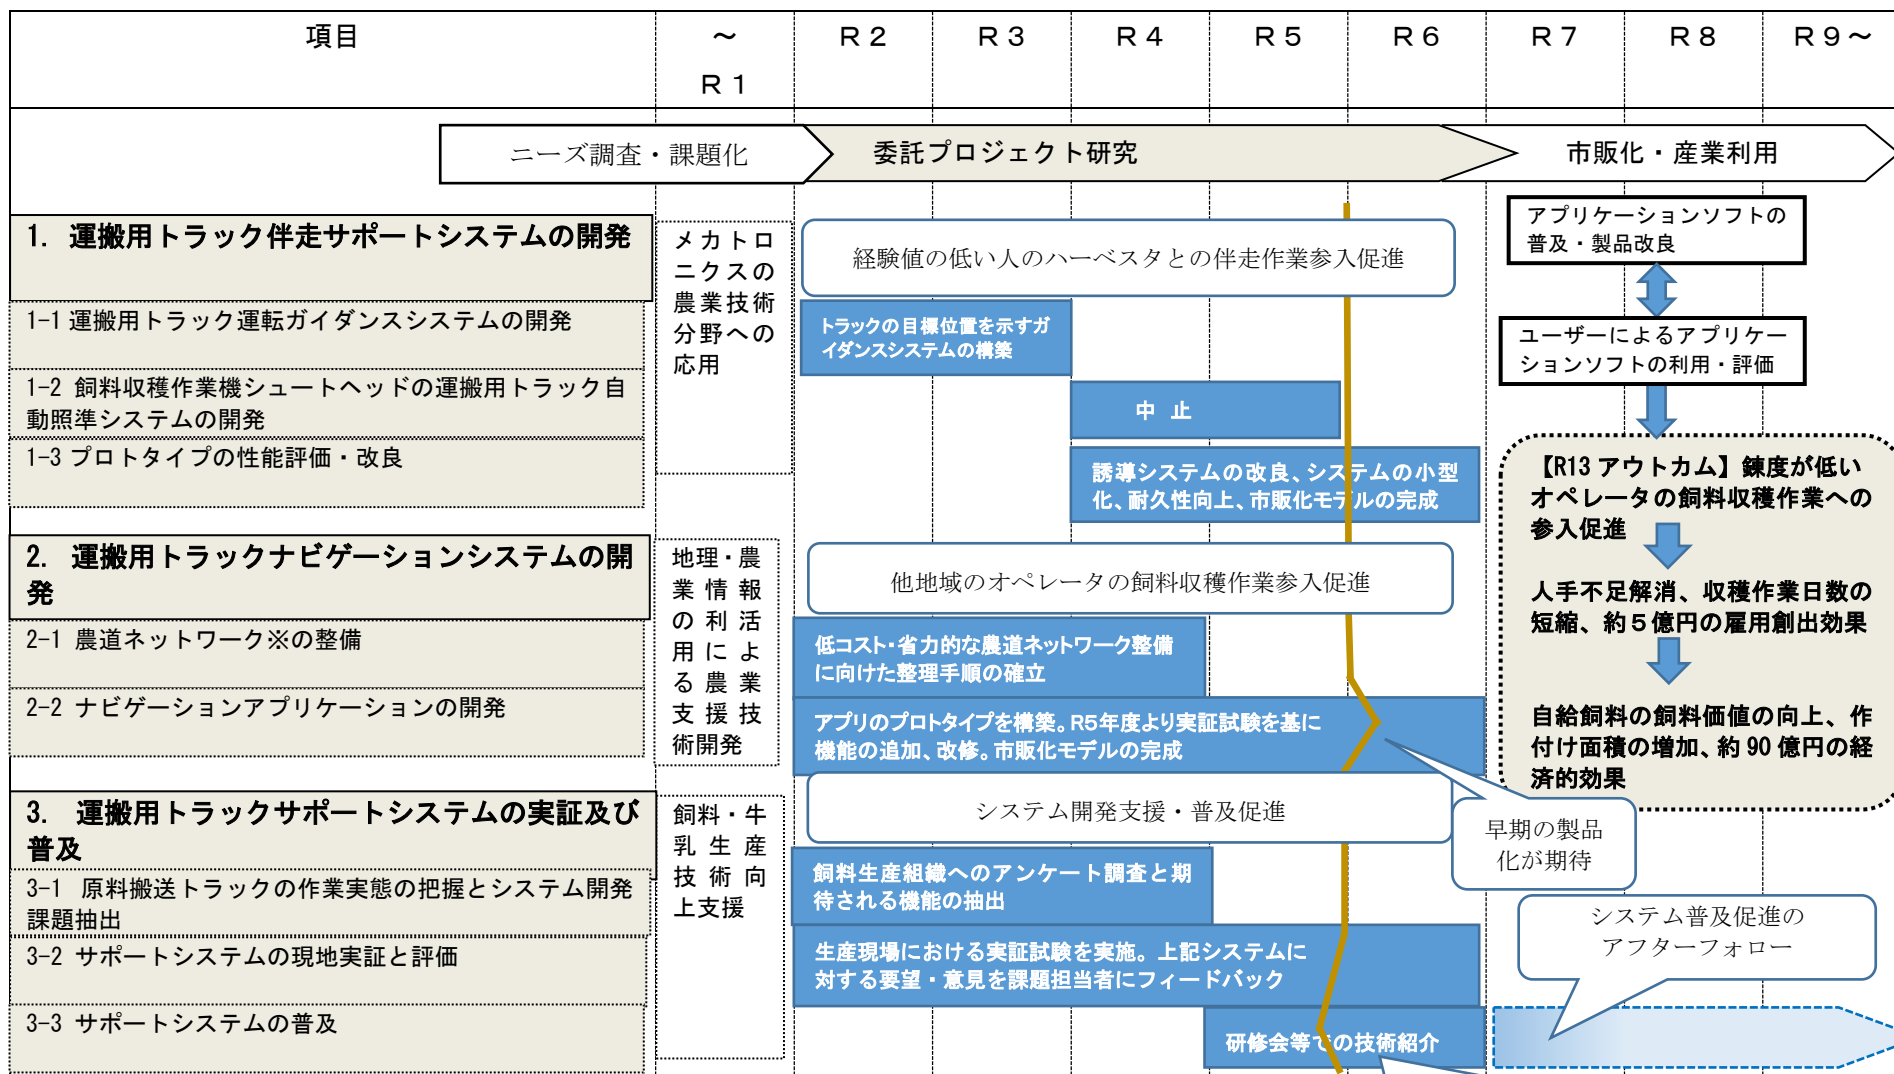 項目
～
Ｒ１
Ｒ２
Ｒ３
Ｒ４
Ｒ５
Ｒ６
Ｒ７
Ｒ８
Ｒ９～
ニーズ調査・課題化
委託プロジェクト研究
市販化・産業利用
1. 運搬用トラック伴走サポートシステムの開発
1-1 運搬用トラック運転ガイダンスシステムの開発
1-2 飼料収穫作業機シュートヘッドの運搬用トラック自
動照準システムの開発
1-3 プロトタイプの性能評価・改良
メカトロ
ニクスの
農業技術
分野への
応用
経験値の低い人のハーベスタとの伴走作業参入促進
トラックの目標位置を示すガ
イダンスシステムの構築
中 止
誘導システムの改良、システムの小型
化、耐久性向上、市販化モデルの完成
アプリケーションソフトの
普及・製品改良
ユーザーによるアプリケー
ションソフトの利用・評価
【R13 アウトカム】錬度が低い
オペレータの飼料収穫作業への
参入促進
人手不足解消、収穫作業日数の
短縮、約５億円の雇用創出効果
自給飼料の飼料価値の向上、作
付け面積の増加、約 90 億円の経
済的効果
2. 運搬用トラックナビゲーションシステムの開
発
2-1 農道ネットワーク※の整備
2-2 ナビゲーションアプリケーションの開発
地理・農
業情報
の利活
用によ
る農業
支援技
術開発
他地域のオペレータの飼料収穫作業参入促進
低コスト・省力的な農道ネットワーク整備
に向けた整理手順の確立
アプリのプロトタイプを構築。R5年度より実証試験を基に
機能の追加、改修。市販化モデルの完成
早期の製品
化が期待
3. 運搬用トラックサポートシステムの実証及び
普及
3-1 原料搬送トラックの作業実態の把握とシステム開発
課題抽出
3-2 サポートシステムの現地実証と評価
3-3 サポートシステムの普及
飼料・牛
乳生産
技術向
上支援
システム開発支援・普及促進
飼料生産組織へのアンケート調査と期
待される機能の抽出
生産現場における実証試験を実施。上記システムに
対する要望・意見を課題担当者にフィードバック
研修会等での技術紹介
システム普及促進の
アフターフォロー